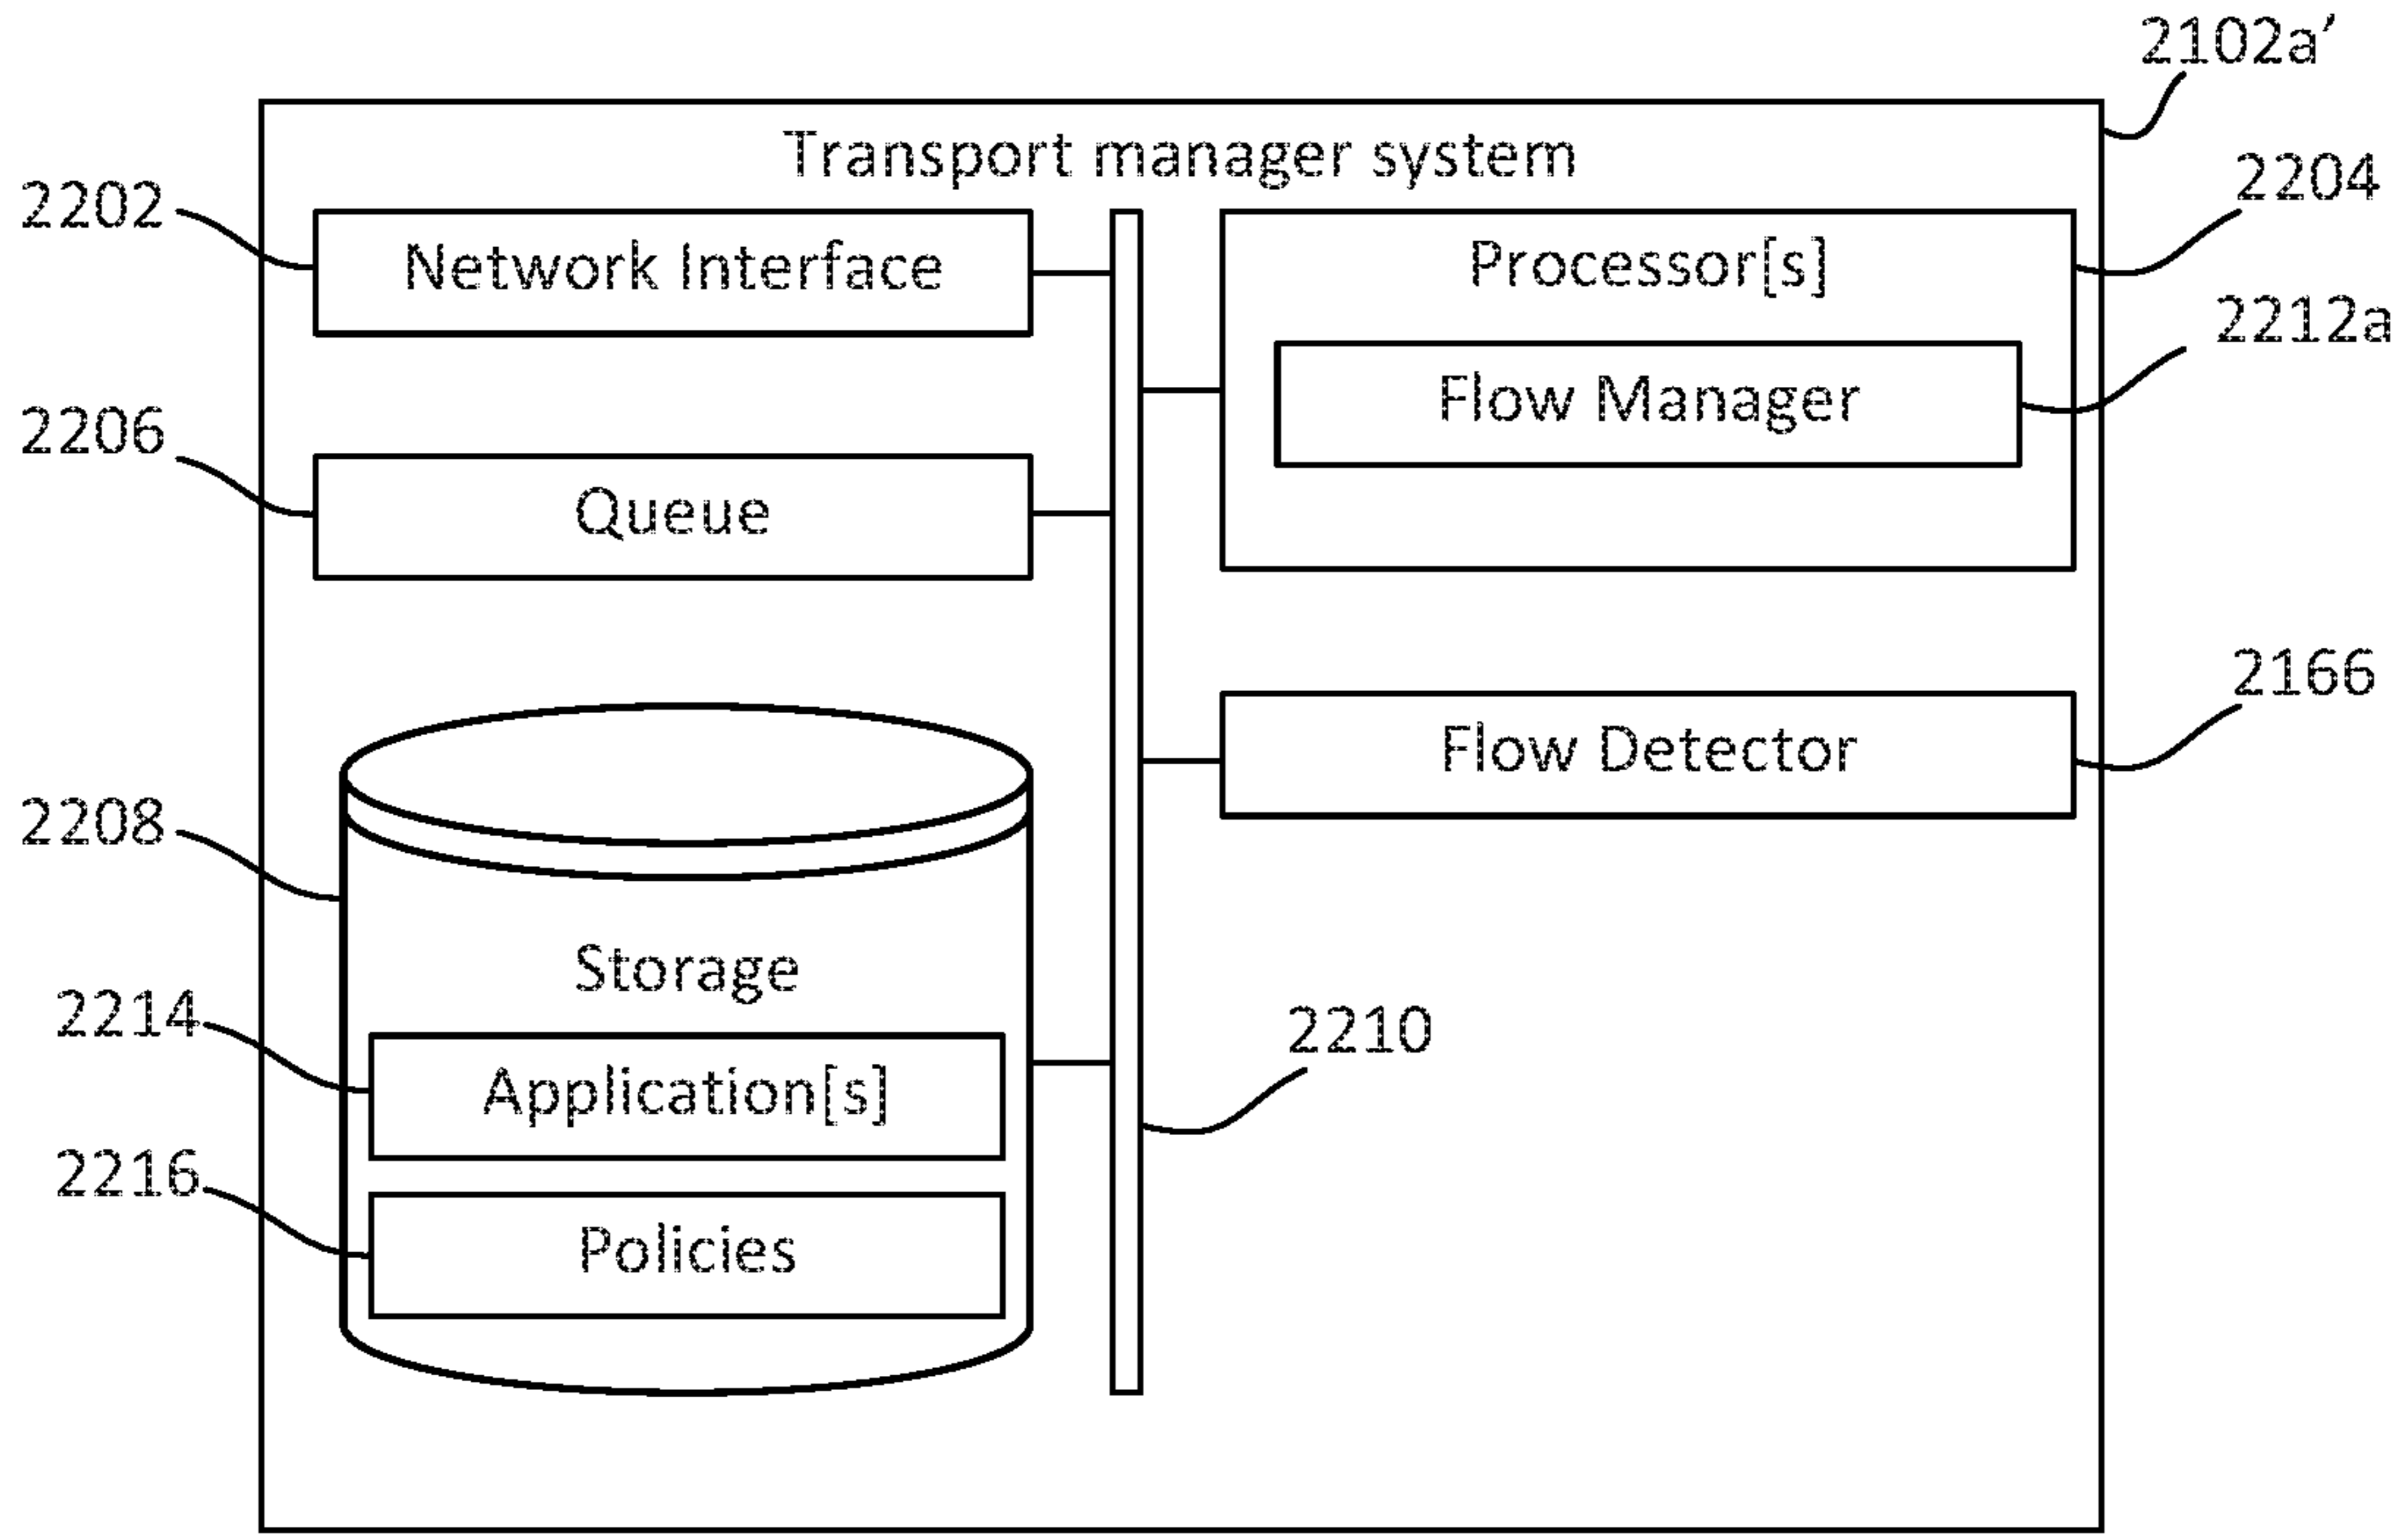 2102a’
Transport manager system
2202
Network Interface
Processor[s]
2204
Flow Manager
2212a
2206
Queue
Flow Detector
2166
2208
Storage
2214
Application[s]
2210
2216
Policies